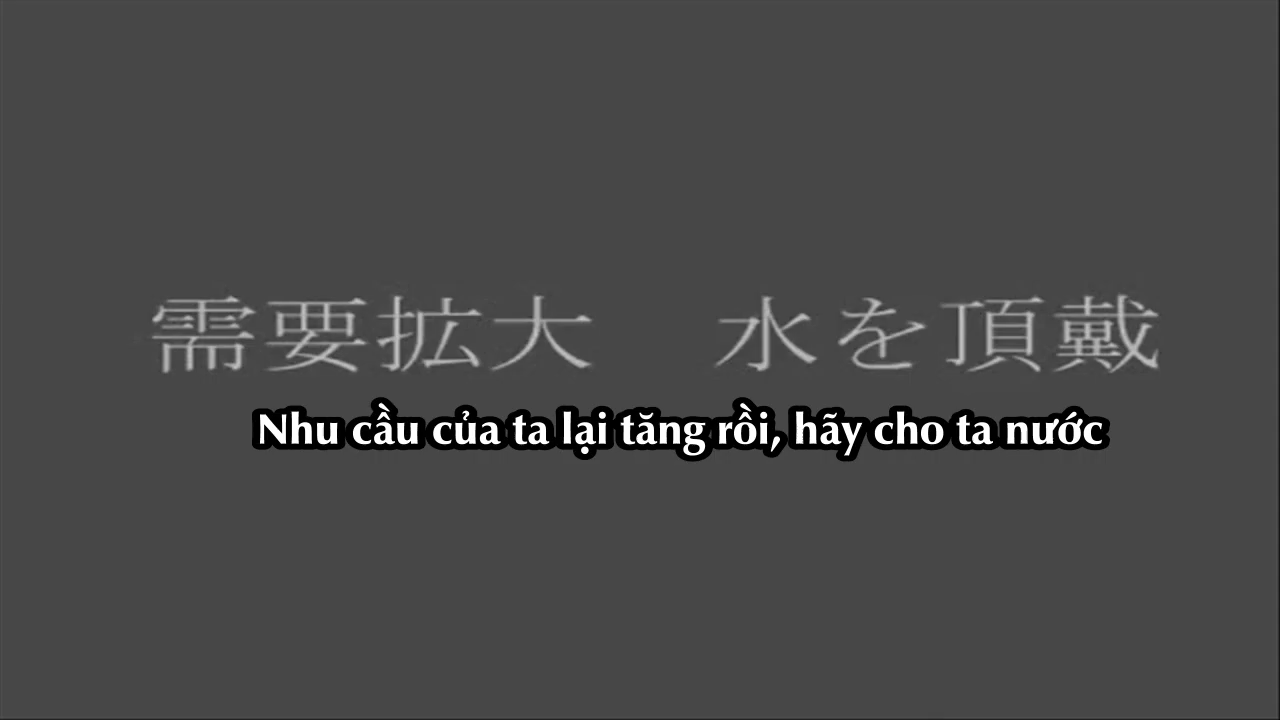 需要拡大　水を頂戴
Nhu cầu của ta lại tăng rồi, hãy cho ta nước